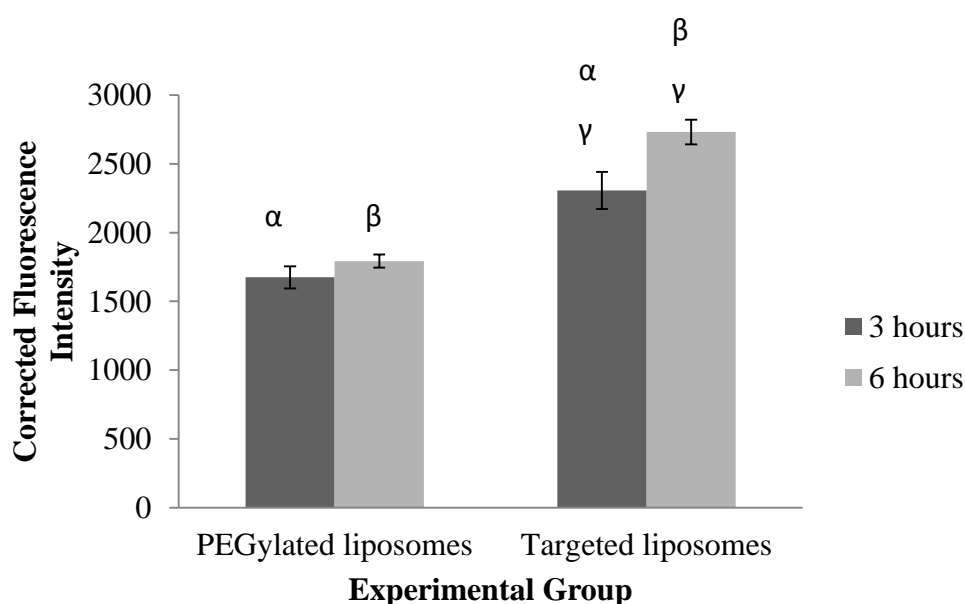 β
α
3000
γ
γ
2500
α
β
2000
1500
1000
500
0
Corrected Fluorescence
Intensity
3 hours
6 hours
PEGylated liposomes
Targeted liposomes
Experimental Group